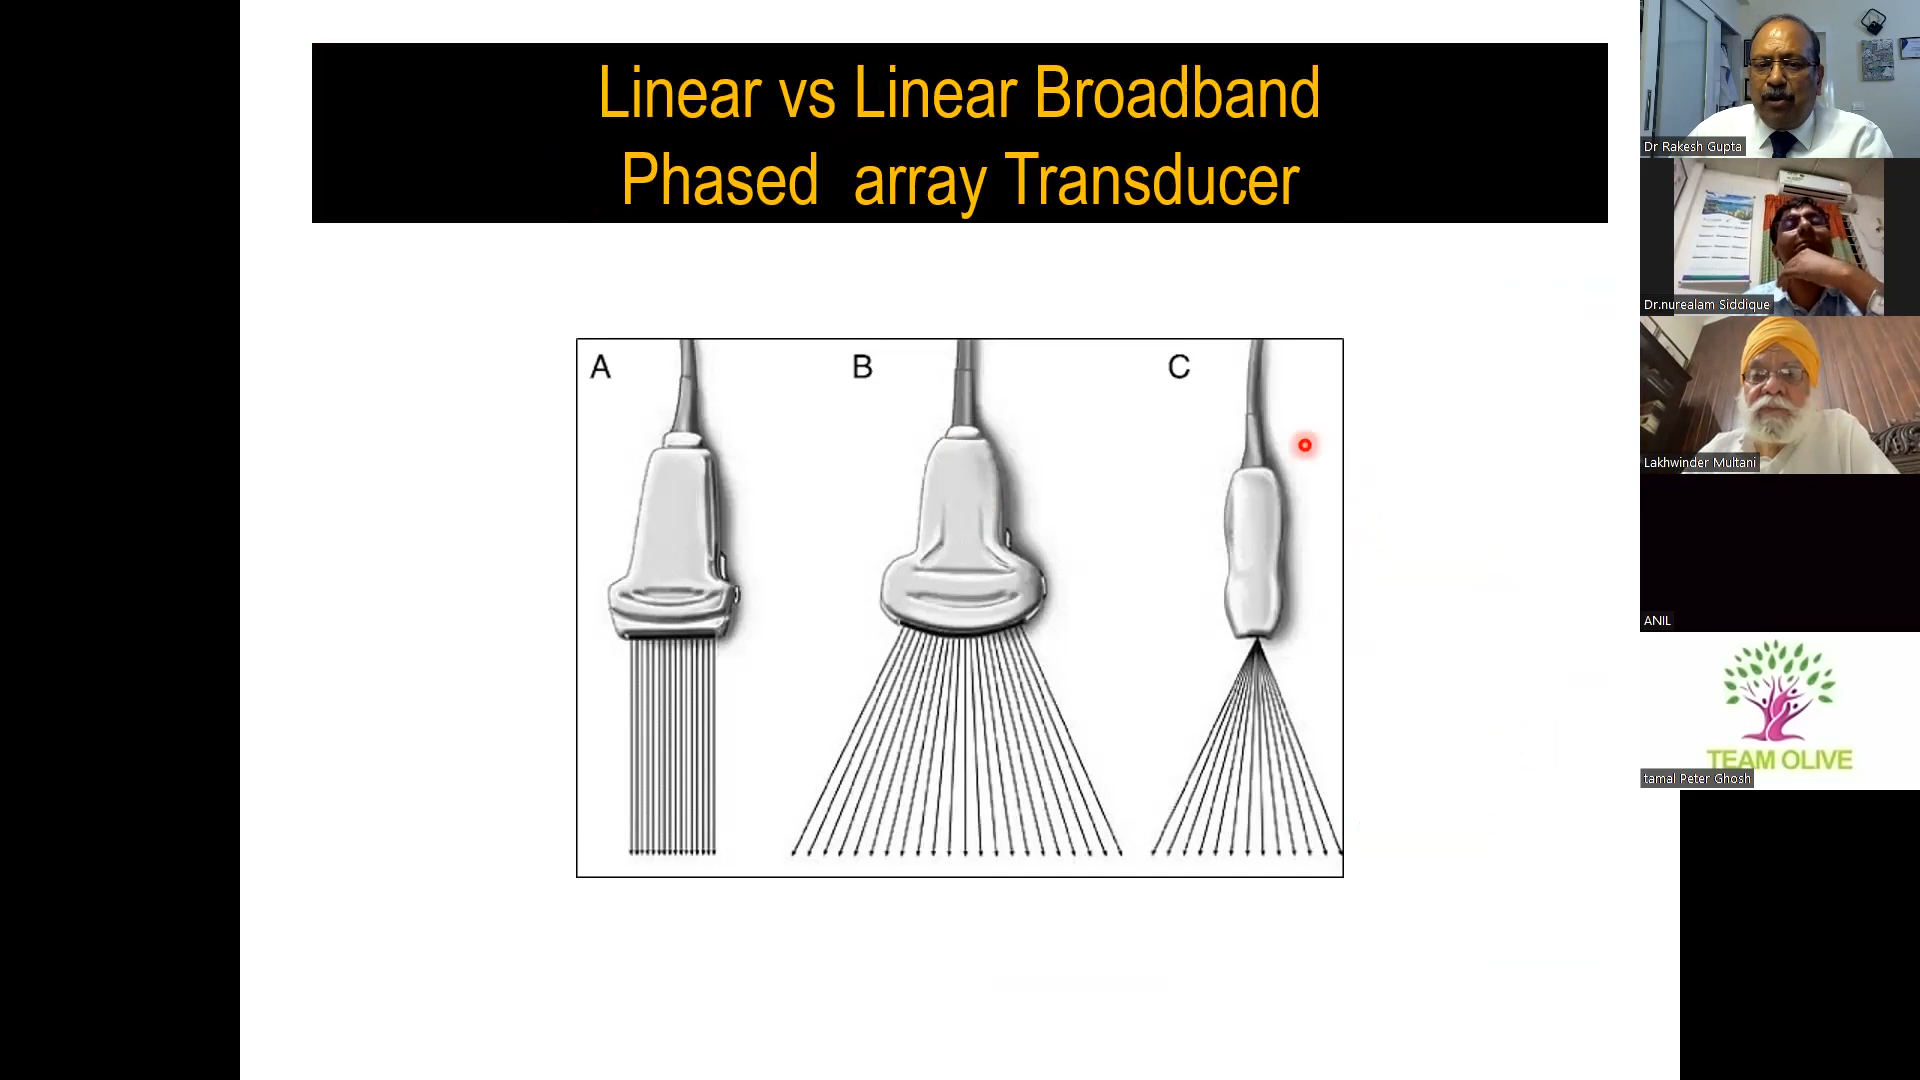 Linear vs Linear Broadband
Phased array Transducer
A
B
C
Dr Rakesh Gupta
Dr.nurealam Siddique
Lakhwinder Multani
ANIL
TEAM OLIVE
tamal Peter Ghosh